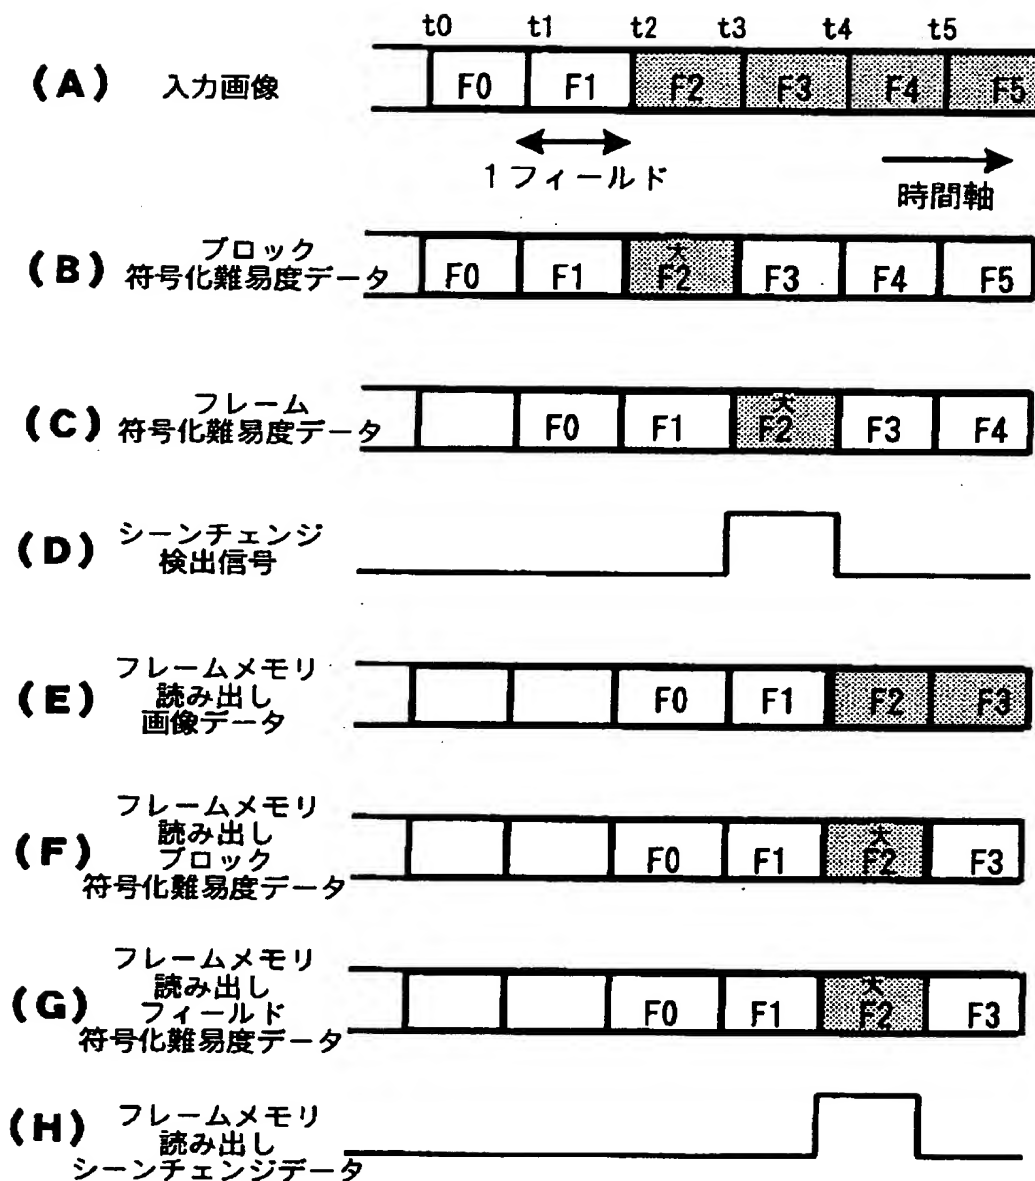 t0 t1 t2 t3 t4 t5
(A) 入力画像 F0 F1 F2 F3 F4 F5
1フィールド
時間軸
ブロック
(B) 符号化難易度データ
大
F0 F1 F2 F3 F4 F5
フレーム
(C) 符号化難易度データ
大
F0 F1 F2 F3 F4
(D) シーンチェンジ
検出信号
フレームメモリ
(E) 読み出し
画像データ
F0 F1 F2 F3
フレームメモリ
読み出し
(F) ブロック
符号化難易度データ
大
F0 F1 F2 F3
フレームメモリ
読み出し
(G) フィールド
符号化難易度データ
大
F0 F1 F2 F3
(H) フレームメモリ
読み出し
シーンチェンジデータ